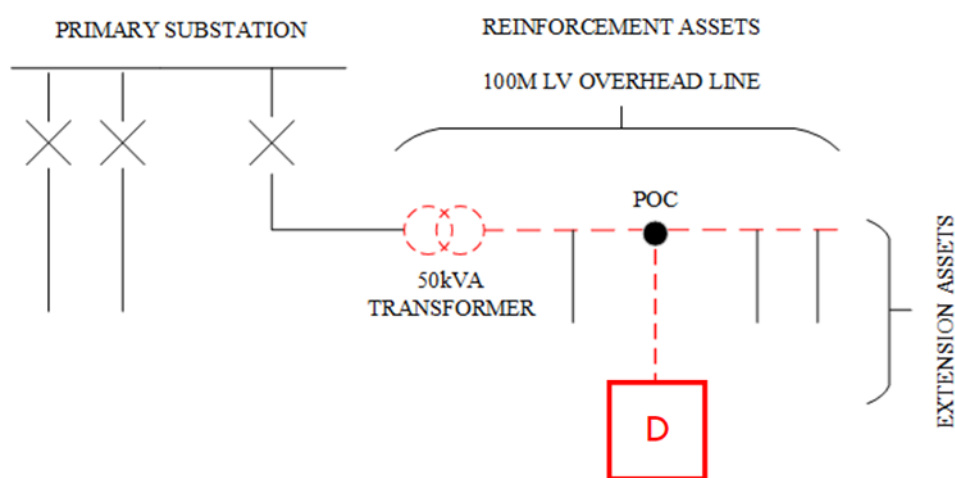 PRIMARY SUBSTATION
REINFORCEMENT ASSETS
100M LV OVERHEAD LINE
POC
50kVA
TRANSFORMER
D
EXTENSION ASSETS